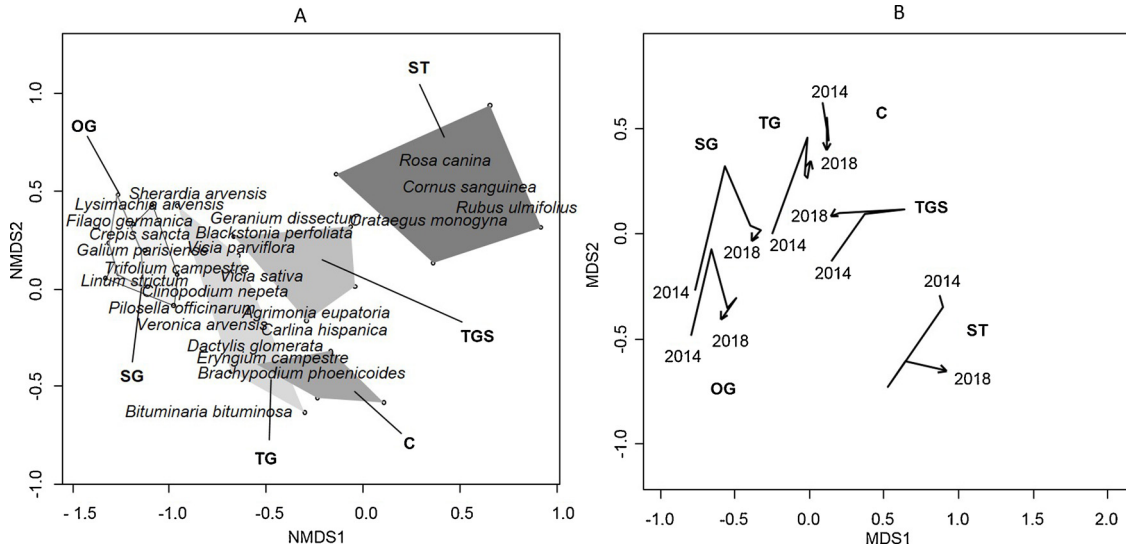 A
B
ST
1.0
OG
Rosa canina
0.5
Sherardia arvensis
Cornus sanguinea
Lysimachia arvensis
Rubus ulmifolius
Filago germanica
Geranium dissectum
Crataegus monogyna
Crepis sancta
Blackstonia perfoliata
Gallum parisiense
Visia parviflora
Trifolium campestre
Vicia sativa
Linum strictum
0.0
Clinopodium nepeta
Pilosella officinarum
Agrimonia eupatoria
Veronica arvensis
Carlina hispanica
TGS
Dactylis glomerata
Eryngium campestre
SG
Brachypodium phoenicoides
-0.5
Bituminaria bituminosa
C
TG
-1.0
NMDS2
- 1.5
-1.0
-0.5
0.0
0.5
1.0
NMDS1
2014
C
TG
0.5
SG
2018
2018
TGS
0.0
2014
2018
2014
2014
2014
ST
2018
2014
-0.5
2018
OG
-1.0
MDS2
-1.0
-0.5
0.0
0.5
1.0
1.5
2.0
MDS1